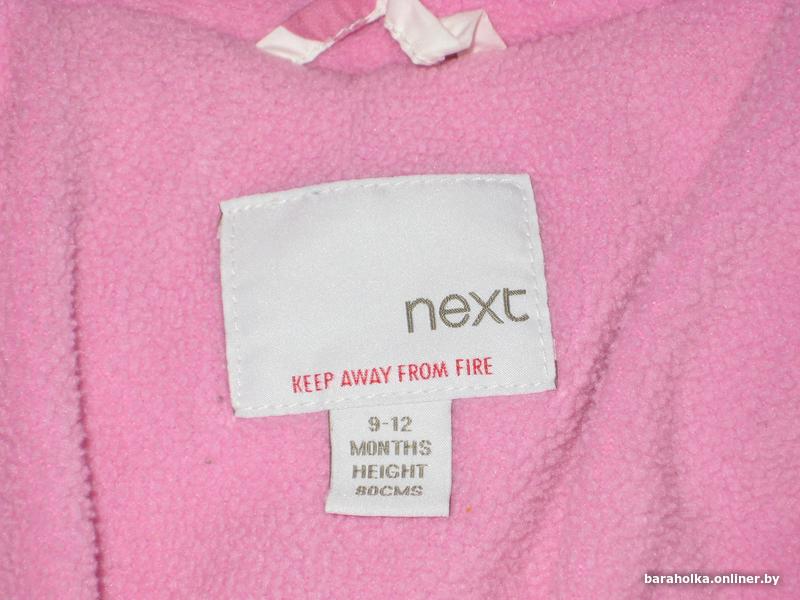 next
KEEP AWAY FROM FIRE
9-12
MONTHS
HEIGHT
80CMS
baraholka.onliner.by